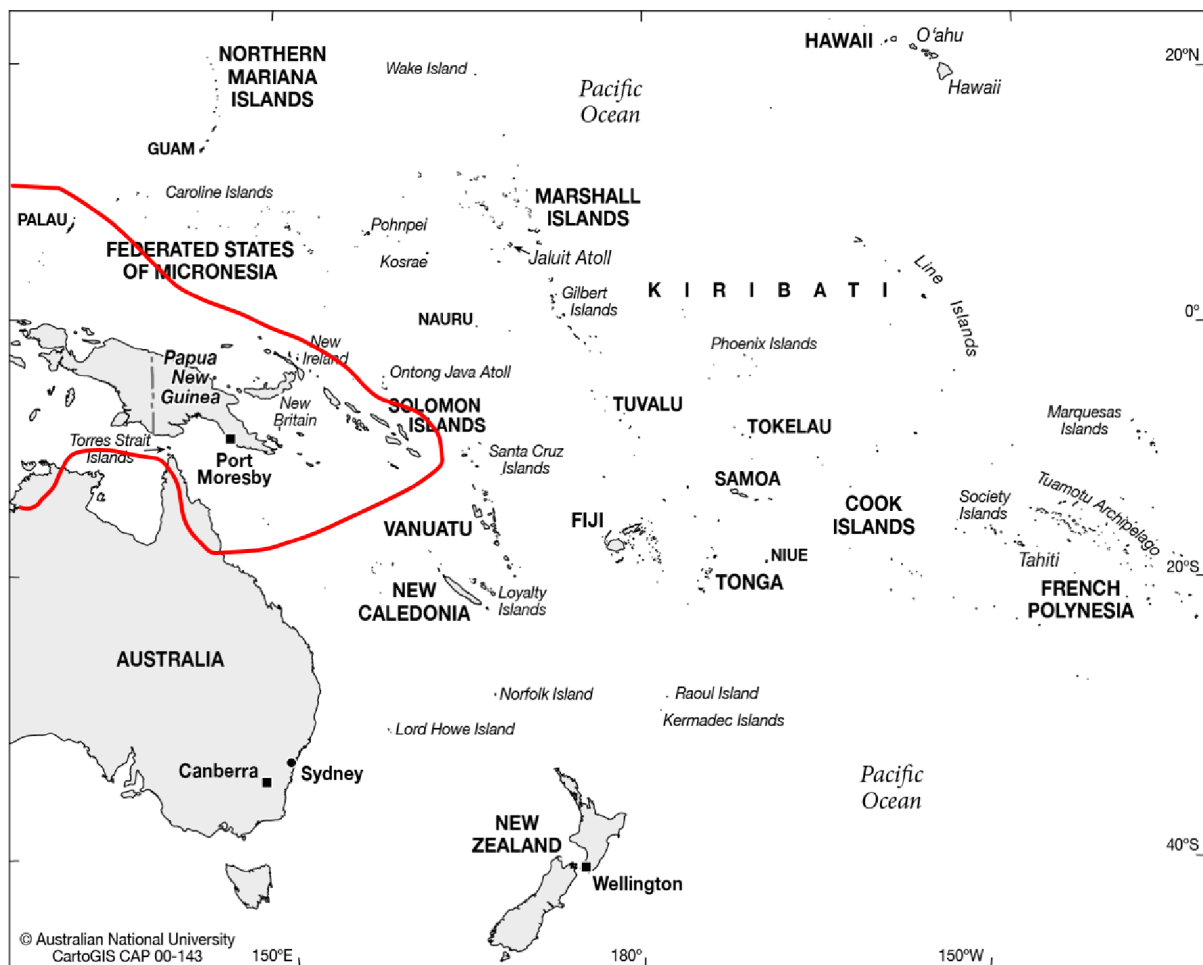 NORTHERN
MARIANA
ISLANDS
Wake Island
Pacific
Ocean
HAWAII
O'ahu
Hawaii
20°N
GUAM
Caroline Islands
PALAU
FEDERATED STATES
OF MICRONESIA
Pohnpei
Kosrae
MARSHALL
ISLANDS
Jaluit Atoll
Gilbert
Islands
KIRIBATI
Line Islands
NAURU
0°
New
Ireland
Phoenix Islands
Papua
New
Guinea
Ontong Java Atoll
New
Britain
SOLOMON
ISLANDS
TUVALU
TOKELAU
Marquesas
Islands
Torres Strait
Islands
Port
Moresby
Santa Cruz
Islands
SAMOA
COOK
ISLANDS
Society
Islands
Tuamotu Archipelago
VANUATU
FIJI
NIUE
Tahiti
TONGA
20°S
NEW
CALEDONIA
Loyalty
Islands
FRENCH
POLYNESIA
AUSTRALIA
Norfolk Island
Raoul Island
Kermadec Islands
Lord Howe Island
Canberra
Sydney
Pacific
Ocean
NEW
ZEALAND
Wellington
40°S
© Australian National University
CartoGIS CAP 00-143
150°E
180°
150°W